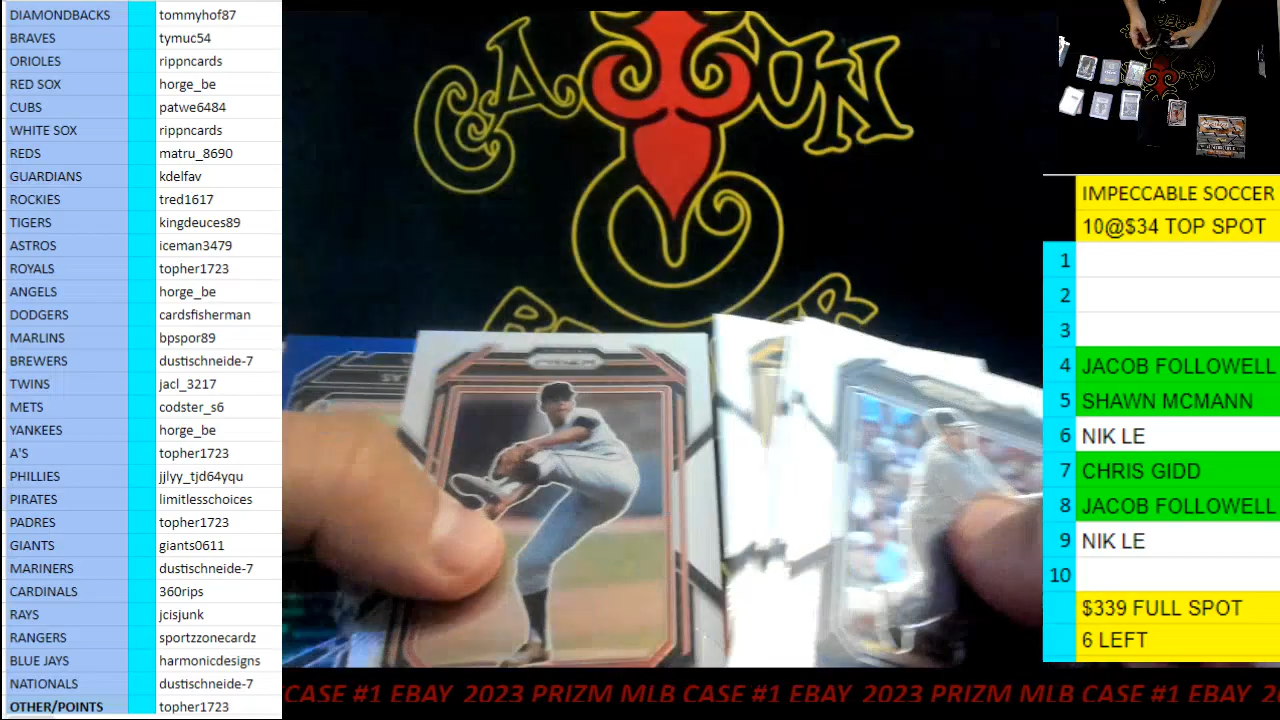 DIAMONDBACKS tommyhof87
BRAVES tymuc54
ORIOLES rippncards
RED SOX horge_be
CUBS patwe6484
WHITE SOX rippncards
REDS matru_8690
GUARDIANS kdelfav
ROCKIES tred1617
TIGERS kingdeuces89
ASTROS iceman3479
ROYALS topher1723
ANGELS horge_be
DODGERS cardsfisherman
MARLINS bpspor89
BREWERS dustischneide-7
TWINS jacl_3217
METS codster_s6
YANKEES horge_be
A'S topher1723
PHILLIES jjlyy_tjd64yqu
PIRATES limitlesschoices
PADRES topher1723
GIANTS giants0611
MARINERS dustischneide-7
CARDINALS 360rips
RAYS jcisjunk
RANGERS sportzzonecardz
BLUE JAYS harmonicdesigns
NATIONALS dustischneide-7
OTHER/POINTS topher1723
IMPECCABLE SOCCER
10@$34 TOP SPOT
1
2
3
4 JACOB FOLLOWELL
5 SHAWN MCMANN
6 NIK LE
7 CHRIS GIDD
8 JACOB FOLLOWELL
9 NIK LE
10
$339 FULL SPOT
6 LEFT
CASE #1 EBAY 2023 PRIZM MLB CASE #1 EBAY 2023 PRIZM MLB CASE #1 EBAY 2